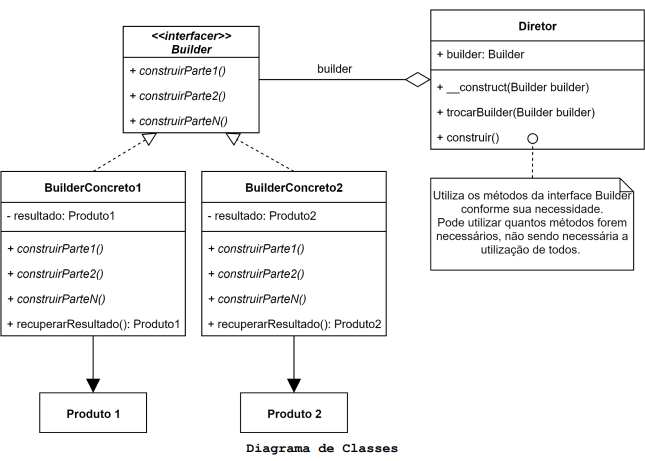 <<interfacer>>
Builder
+ construirParte1()
+ construirParte2()
+ construirParteN()
builder
Diretor
+ builder: Builder
+ __construct(Builder builder)
+ trocarBuilder(Builder builder)
+ construir()
Utiliza os métodos da interface Builder
conforme sua necessidade.
Pode utilizar quantos métodos forem
necessários, não sendo necessária a
utilização de todos.
BuilderConcreto1
- resultado: Produto1
+ construirParte1()
+ construirParte2()
+ construirParteN()
+ recuperarResultado(): Produto1
BuilderConcreto2
- resultado: Produto2
+ construirParte1()
+ construirParte2()
+ construirParteN()
+ recuperarResultado(): Produto2
Produto 1
Produto 2
Diagrama de Classes